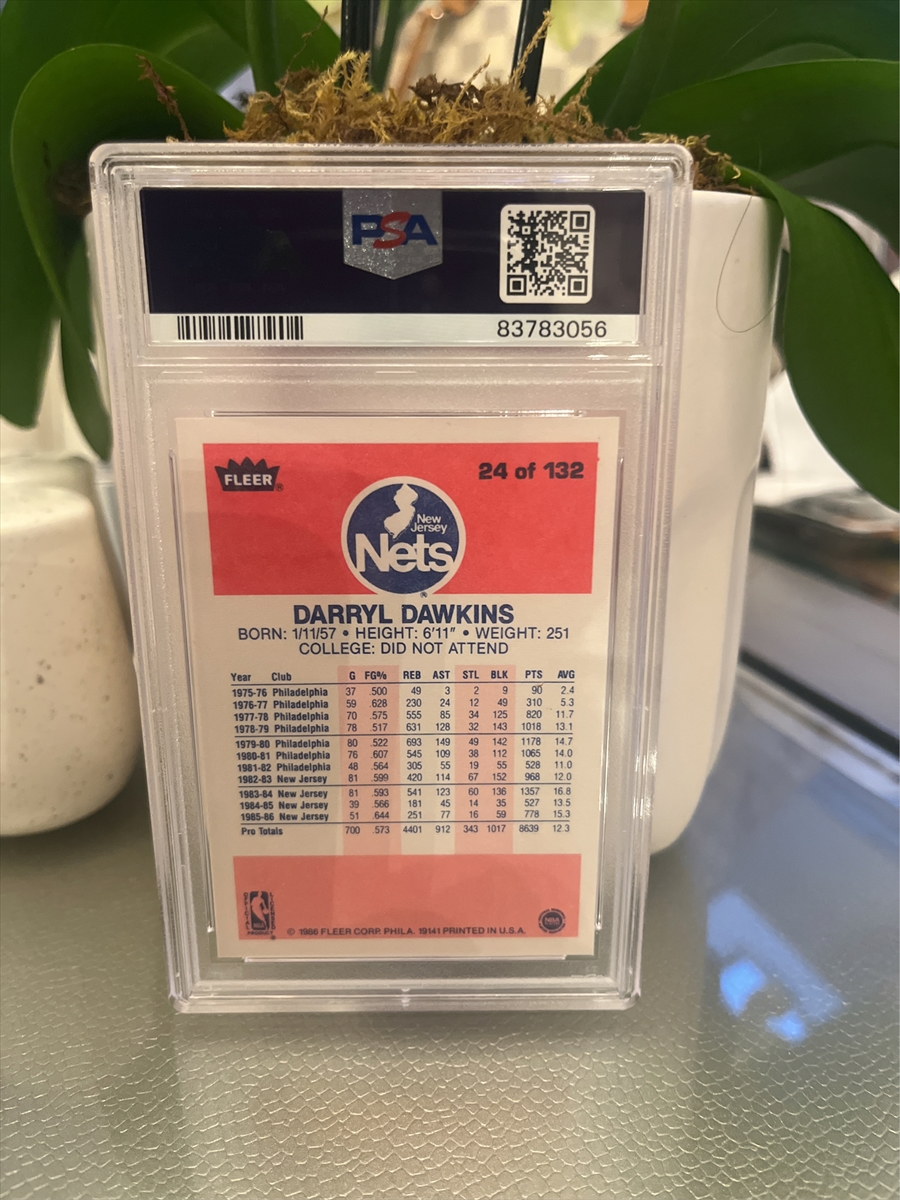 PSA
83783056
FLEER®
24 of 132
New
Jersey
Nets
®
DARRYL DAWKINS
BORN: 1/11/57 • HEIGHT: 6'11" • WEIGHT: 251
COLLEGE: DID NOT ATTEND
Year Club G FG% REB AST STL BLK PTS AVG
1975-76 Philadelphia 37 .500 49 3 2 9 90 2.4
1976-77 Philadelphia 59 .628 230 24 12 49 310 5.3
1977-78 Philadelphia 70 .575 555 85 34 125 820 11.7
1978-79 Philadelphia 78 .517 631 128 32 143 1018 13.1
1979-80 Philadelphia 80 .522 693 149 49 142 1178 14.7
1980-81 Philadelphia 76 .607 545 109 38 112 1065 14.0
1981-82 Philadelphia 48 .564 305 55 19 55 528 11.0
1982-83 New Jersey 81 .599 420 114 67 152 968 12.0
1983-84 New Jersey 81 .593 541 123 60 136 1357 16.8
1984-85 New Jersey 39 .566 181 45 14 35 527 13.5
1985-86 New Jersey 51 .644 251 77 16 59 778 15.3
Pro Totals 700 .573 4401 912 343 1017 8639 12.3
OFFICIAL
NBA
PRODUCT
© 1986 FLEER CORP. PHILA. 19141 PRINTED IN U.S.A.